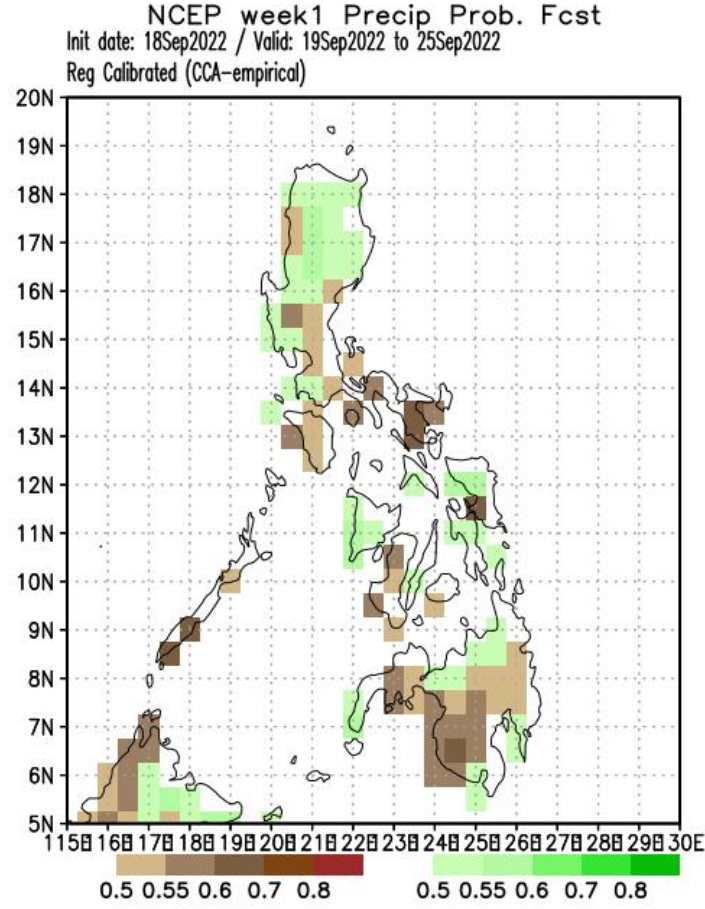 NCEP week1 Precip Prob. Fcst
Init date: 18Sep2022 / Valid: 19Sep2022 to 25Sep2022
Reg Calibrated (CCA-empirical)
20N
19N
18N
17N
16N
15N
14N
13N
12N
11N
10N
9N
8N
7N
6N
5N
115E 116E 117E 118E 119E 120E 121E 122E 123E 124E 125E 126E 127E 128E 129E 130E
0.5 0.55 0.6 0.7 0.8 0.5 0.55 0.6 0.7 0.8